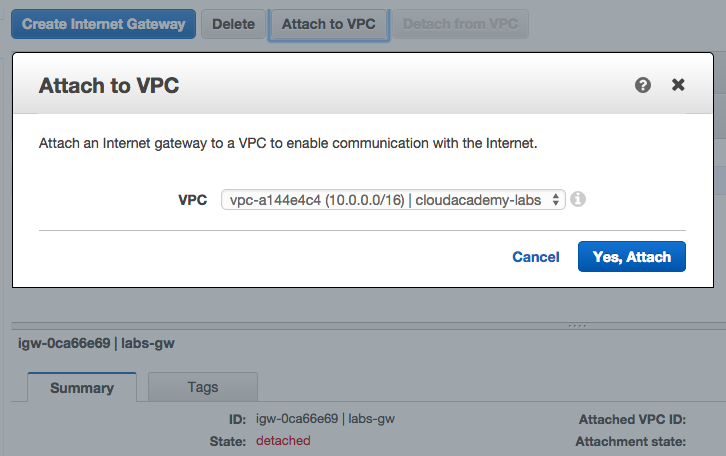 Create Internet Gateway Delete Attach to VPC Detach from VPC
Attach to VPC
Attach an Internet gateway to a VPC to enable communication with the Internet.
VPC vpc-a144e4c4 (10.0.0.0/16) | cloudacademy-labs
Cancel Yes, Attach
igw-0ca66e69 | labs-gw
Summary Tags
ID: igw-0ca66e69 | labs-gw Attached VPC ID:
State: detached Attachment state: